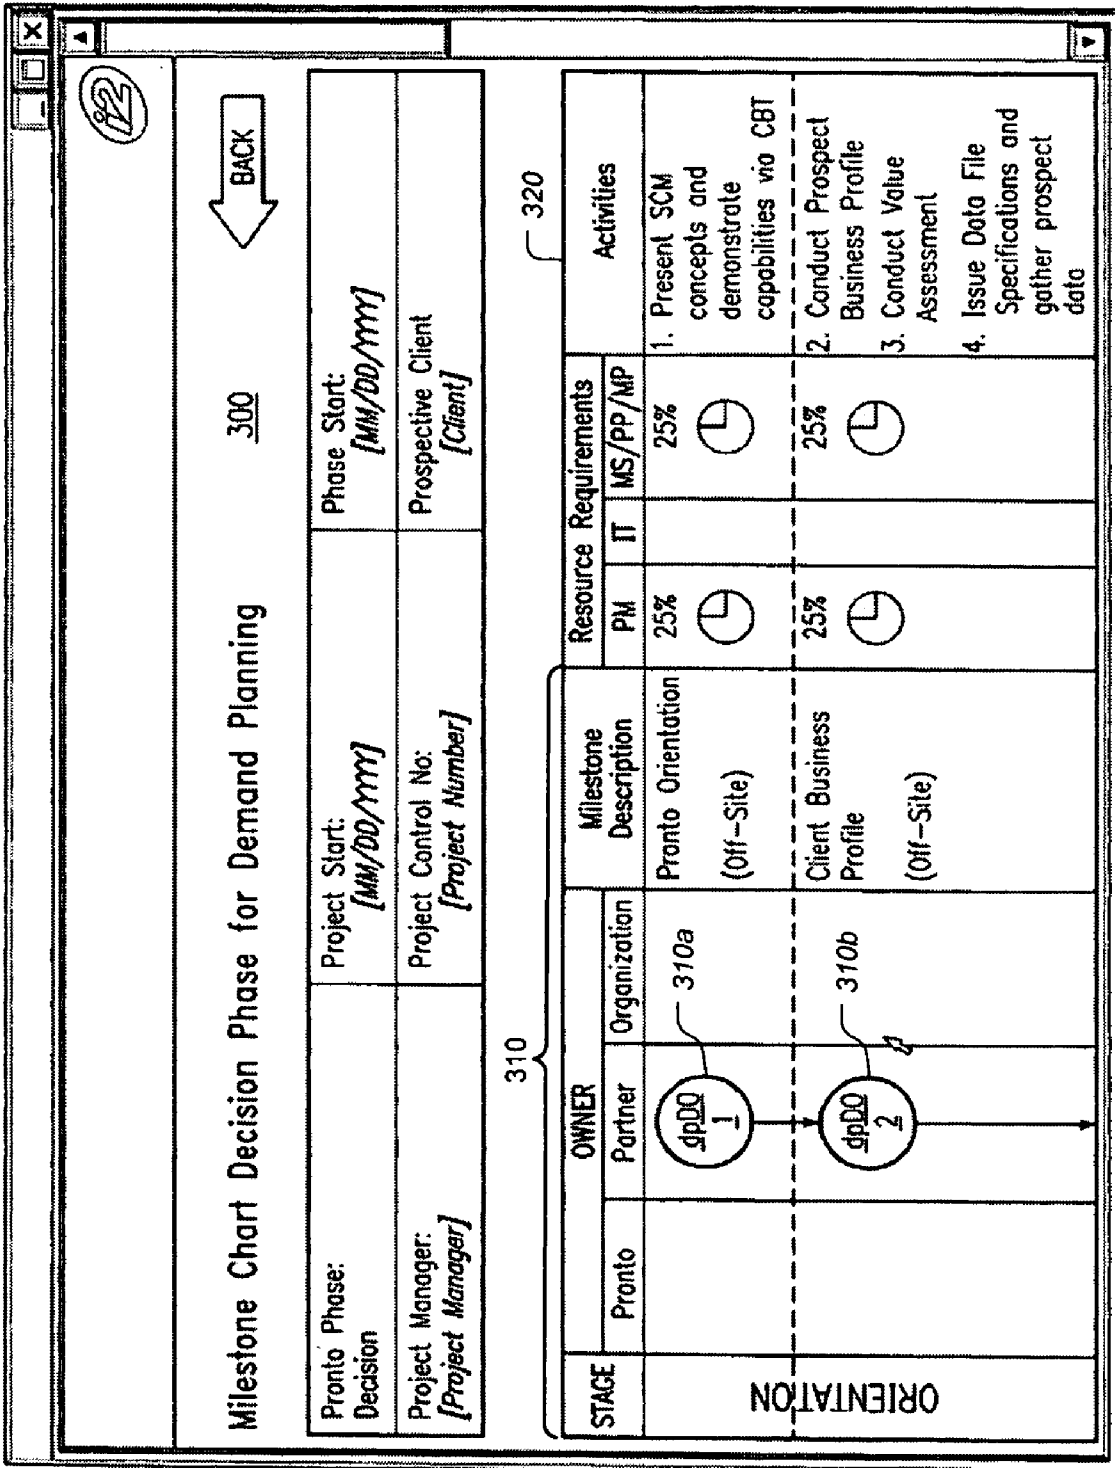 i2
Milestone Chart Decision Phase for Demand Planning
300
BACK
Pronto Phase:
Decision
Project Start:
[MM/DD/YYYY]
Phase Start:
[MM/DD/YYYY]
Project Manager:
[Project Manager]
Project Control No:
[Project Number]
Prospective Client
[Client]
310
320
STAGE
OWNER
Milestone
Description
Resource Requirements
Activities
Pronto
Partner
Organization
PM
IT
MS/PP/MP
ORIENTATION
dpDO
1
310a
Pronto Orientation
(Off-Site)
25%
25%
1. Present SCM
concepts and
demonstrate
capabilities via CBT
dpDO
2
310b
Client Business
Profile
(Off-Site)
25%
25%
2. Conduct Prospect
Business Profile
3. Conduct Value
Assessment
4. Issue Data File
Specifications and
gather prospect
data